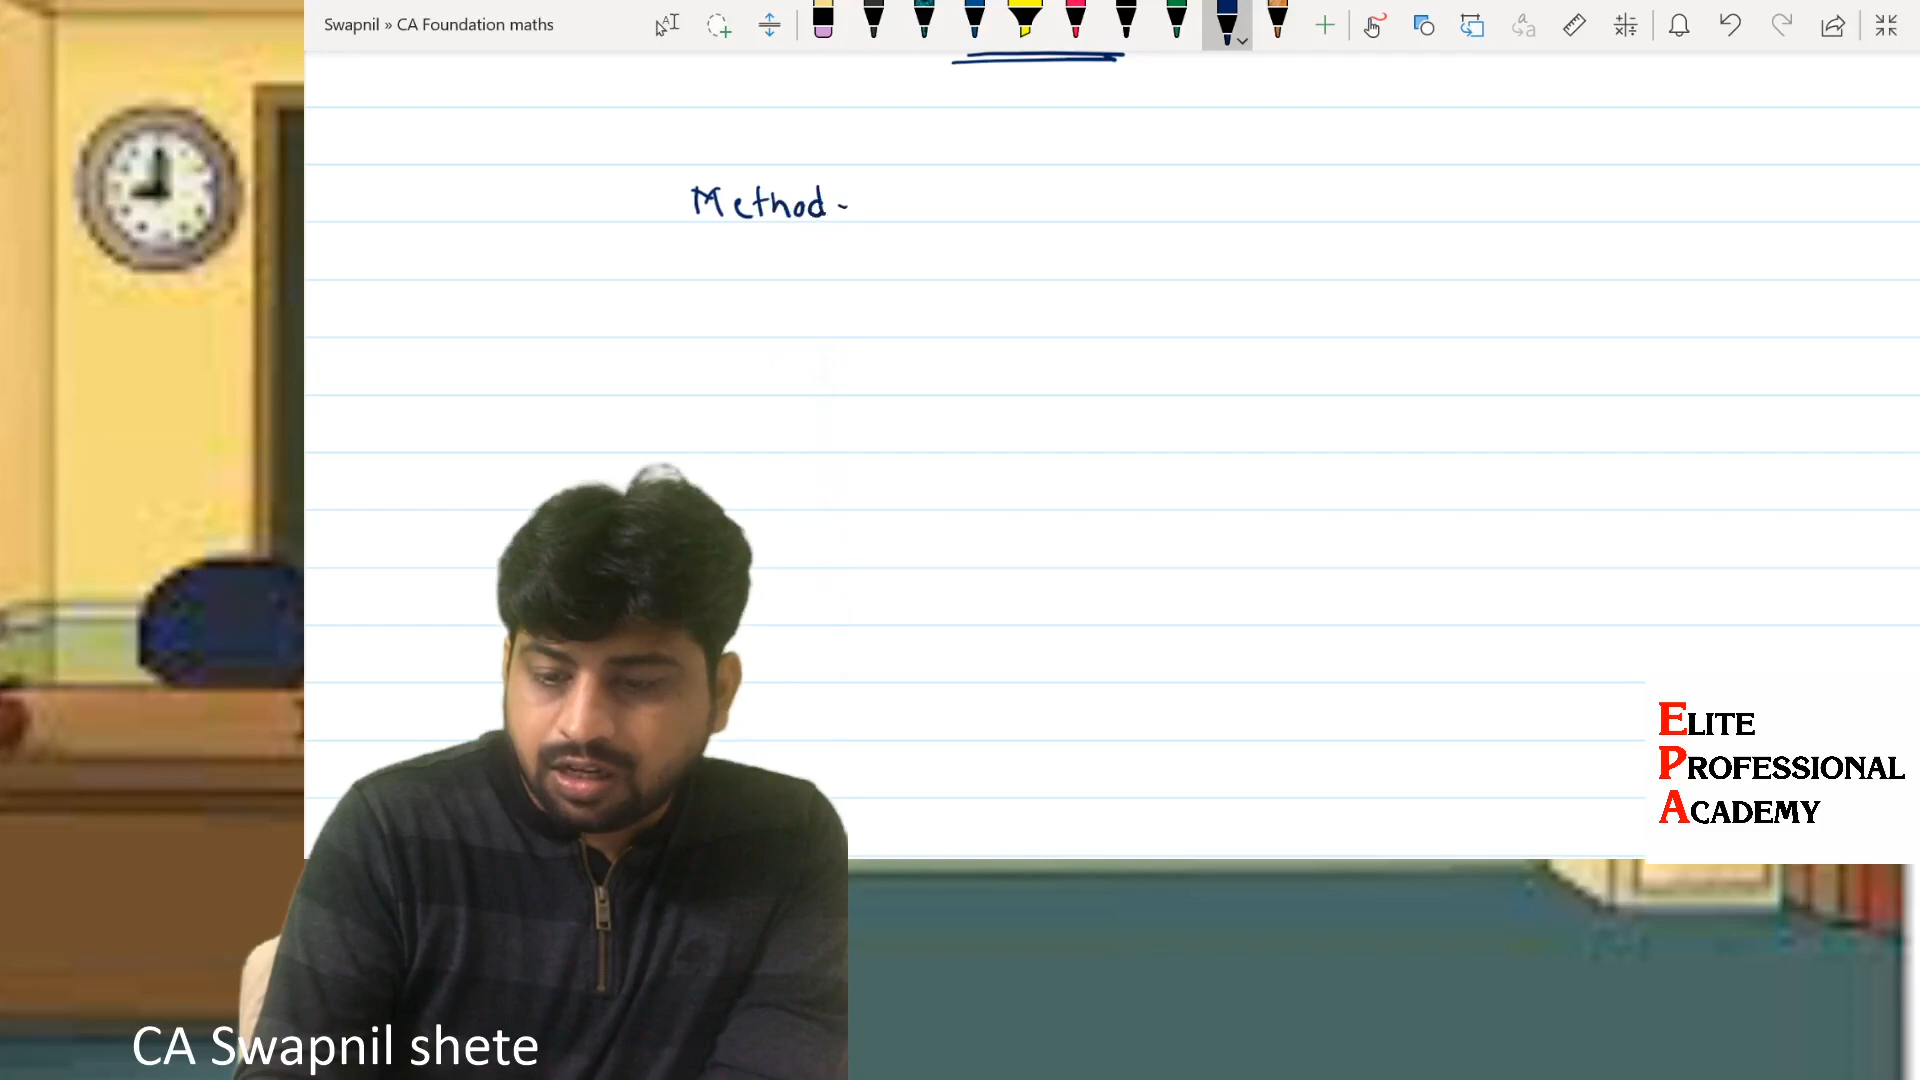 Swapnil » CA Foundation maths
Method -
ELITE
PROFESSIONAL
ACADEMY
CA Swapnil shete